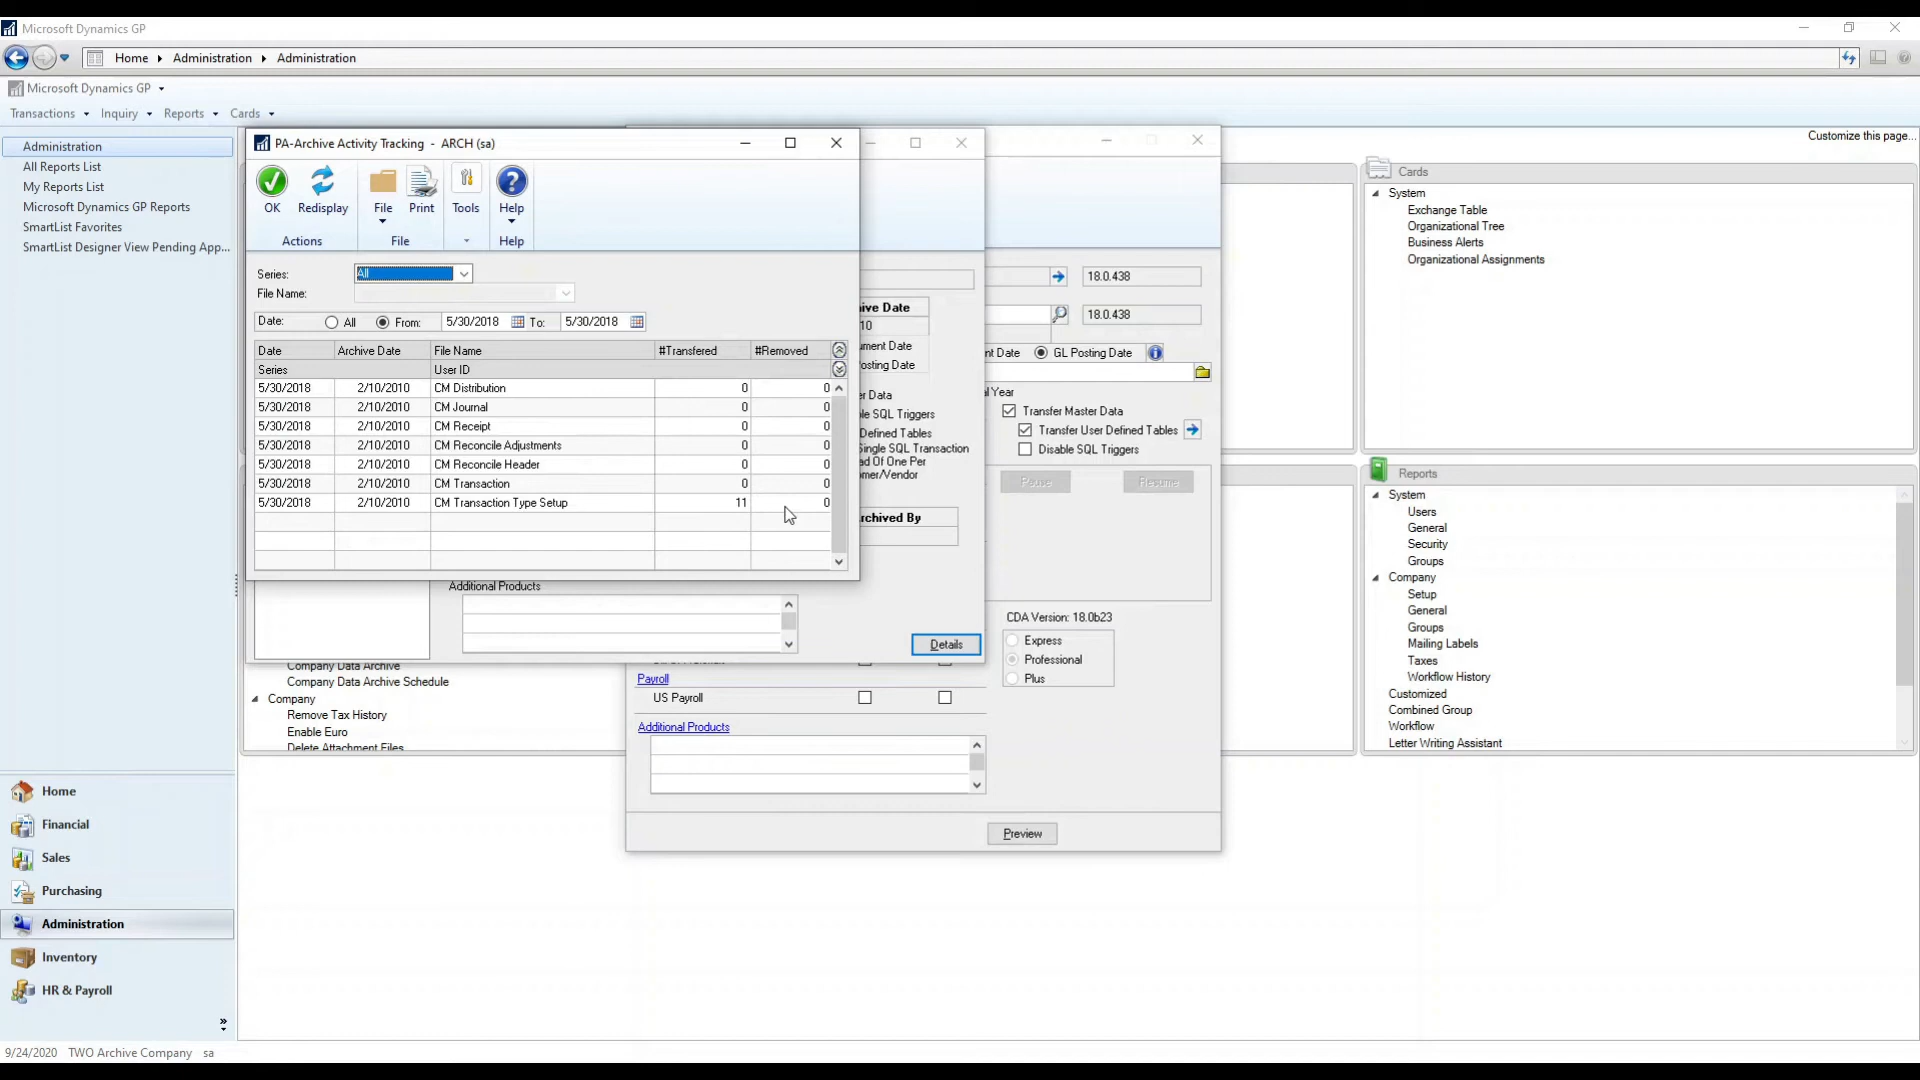 Microsoft Dynamics GP
Home Administration Administration
Microsoft Dynamics GP
Transactions Inquiry Reports Cards
Customize this page...
Administration
All Reports List
My Reports List
Microsoft Dynamics GP Reports
SmartList Favorites
SmartList Designer View Pending App...
PA-Archive Activity Tracking - ARCH (sa)
OK Redisplay File Print Tools Help
Actions File Help
Series: All
File Name:
Date: All From: 5/30/2018 To: 5/30/2018
Date Archive Date File Name #Transfered #Removed
Series User ID
5/30/2018 2/10/2010 CM Distribution 0 0
5/30/2018 2/10/2010 CM Journal 0 0
5/30/2018 2/10/2010 CM Receipt 0 0
5/30/2018 2/10/2010 CM Reconcile Adjustments 0 0
5/30/2018 2/10/2010 CM Reconcile Header 0 0
5/30/2018 2/10/2010 CM Transaction 0 0
5/30/2018 2/10/2010 CM Transaction Type Setup 11 0
Additional Products
Date
10
Date
Date
Data
SQL Triggers
Defined Tables
Single SQL Transaction
Of One Per
Details
18.0.438
18.0.438
Date GL Posting Date
Year
Transfer Master Data
Transfer User Defined Tables
Disable SQL Triggers
Pause Resume
CDA Version: 18.0b23
Express
Professional
Plus
Payroll
US Payroll
Additional Products
Preview
Company Data Archive
Company Data Archive Schedule
Company
Remove Tax History
Enable Euro
Delete Attachment Files
Cards
System
Exchange Table
Organizational Tree
Business Alerts
Organizational Assignments
Reports
System
Users
General
Security
Groups
Company
Setup
General
Groups
Mailing Labels
Taxes
Workflow History
Customized
Combined Group
Workflow
Letter Writing Assistant
Home
Financial
Sales
Purchasing
Administration
Inventory
HR & Payroll
9/24/2020 TWO Archive Company sa